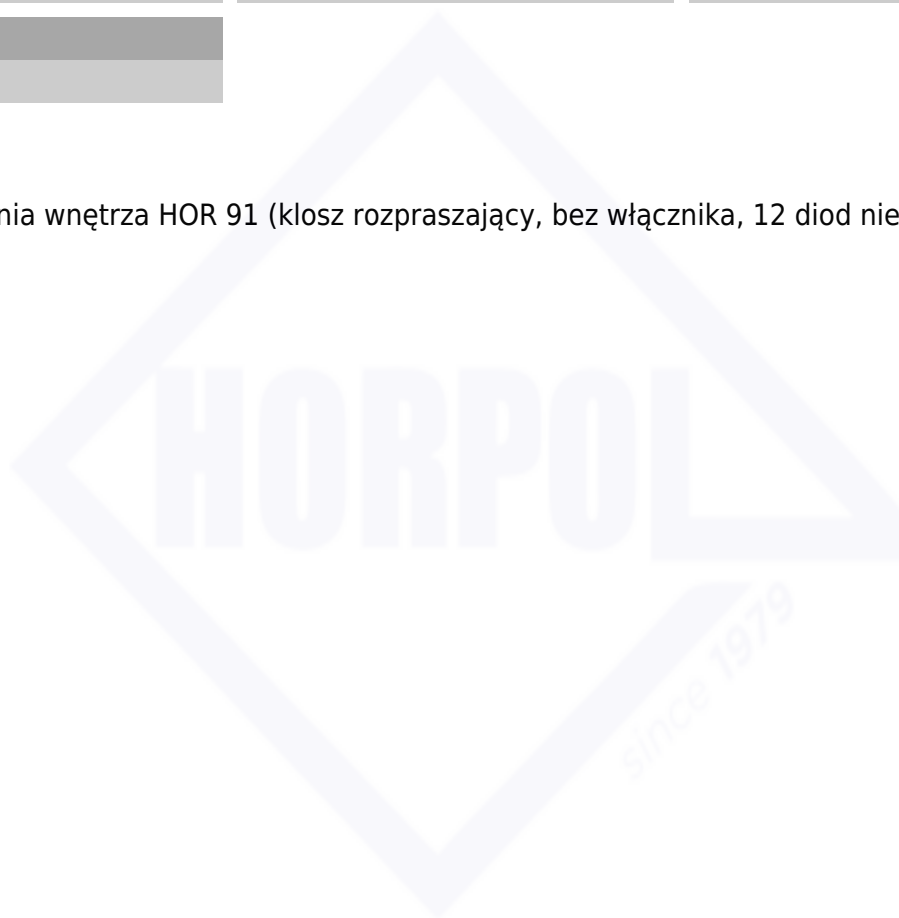 nia wnętrza HOR 91 (klosz rozpraszający, bez włącznika, 12 diod nie
HORPOL
since 1979